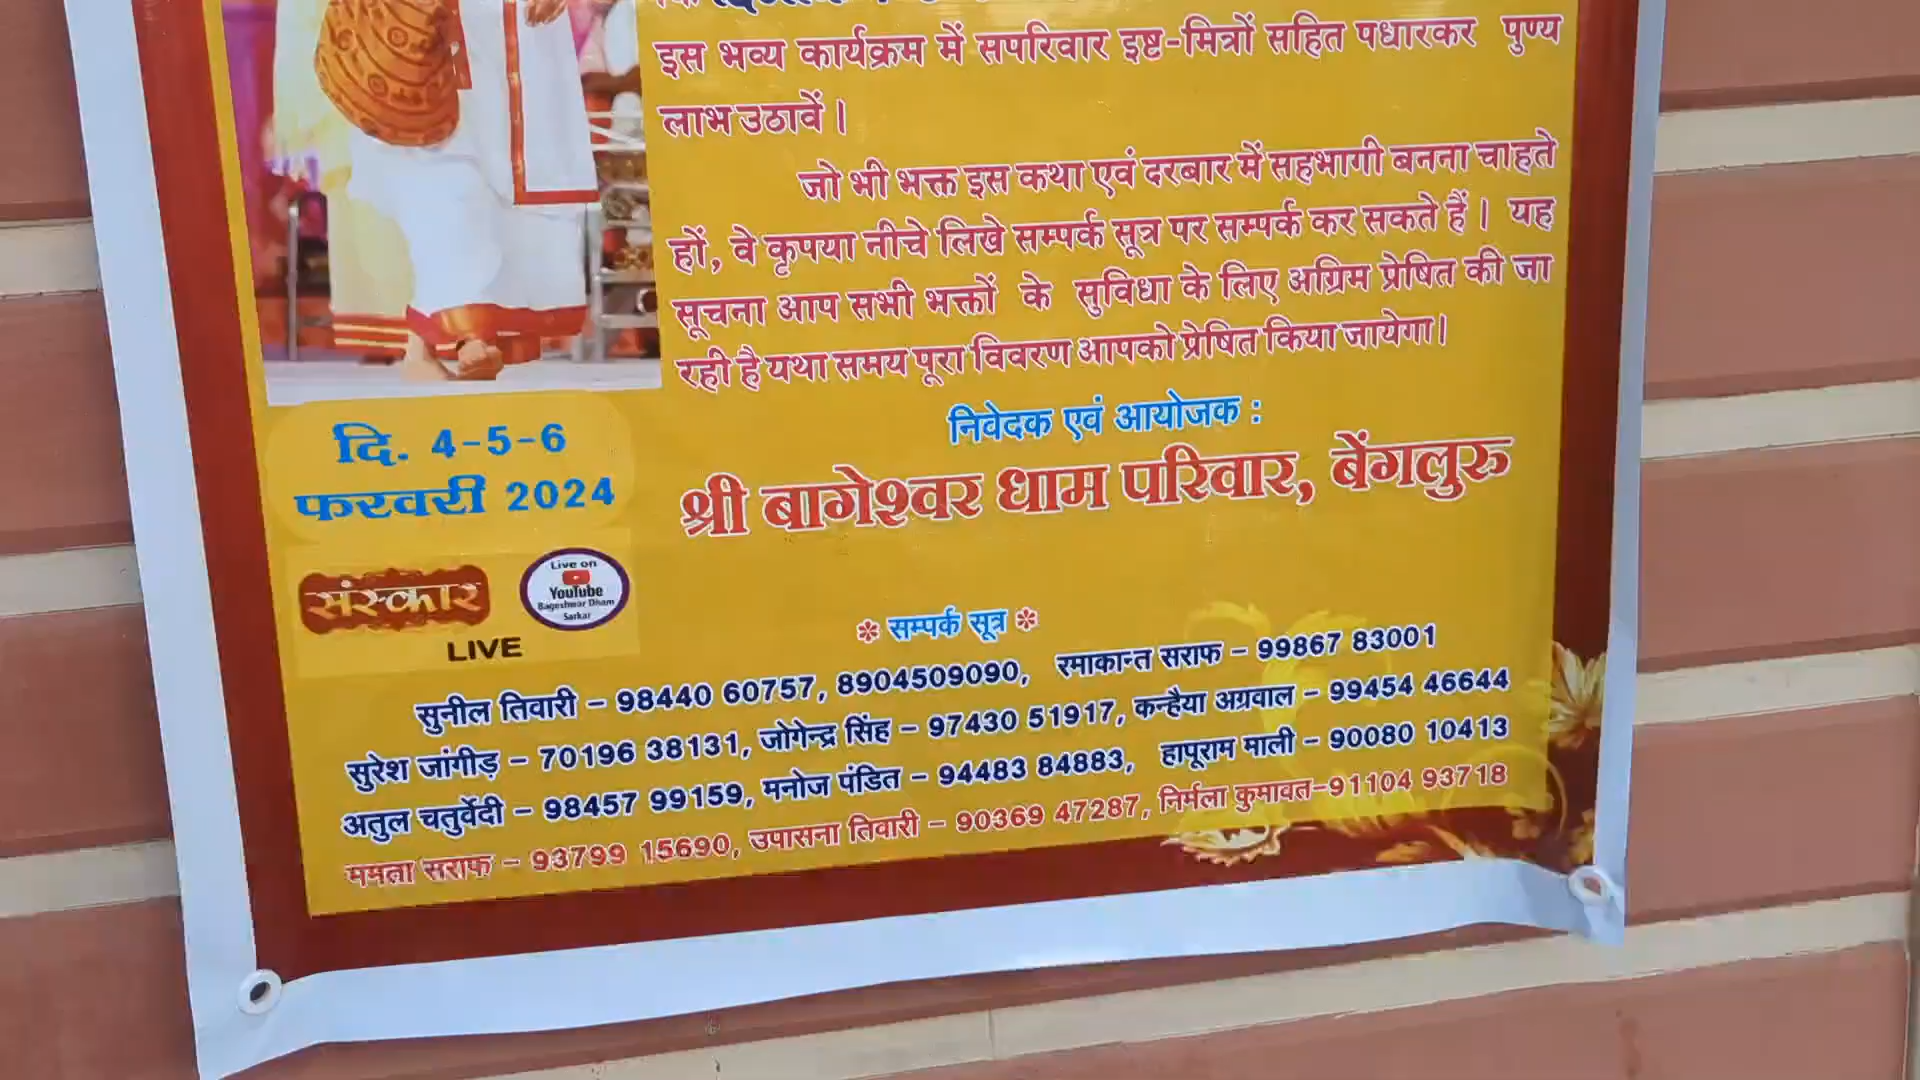 इस भव्य कार्यक्रम में सपरिवार इष्ट-मित्रों सहित पधारकर पुण्य
लाभ उठावें।
जो भी भक्त इस कथा एवं दरबार में सहभागी बनना चाहते
हों, वे कृपया नीचे लिखे सम्पर्क सूत्र पर सम्पर्क कर सकते हैं। यह
सूचना आप सभी भक्तों के सुविधा के लिए अग्रिम प्रेषित की जा
रही है यथा समय पूरा विवरण आपको प्रेषित किया जायेगा।
दि. 4-5-6
फरवरी 2024
निवेदक एवं आयोजक :
श्री बागेश्वर धाम परिवार, बेंगलुरु
संस्कार
LIVE
Live on
YouTube
Bageshwar Dham
Sarkar
* सम्पर्क सूत्र *
सुनील तिवारी – 98440 60757, 8904509090, रमाकान्त सराफ – 99867 83001
सुरेश जांगीड़ – 70196 38131, जोगेन्द्र सिंह – 97430 51917, कन्हैया अग्रवाल – 99454 46644
अतुल चतुर्वेदी – 98457 99159, मनोज पंडित – 94483 84883, हापूराम माली – 90080 10413
ममता सराफ – 93799 15690, उपासना तिवारी – 90369 47287, निर्मला कुमावत–91104 93718